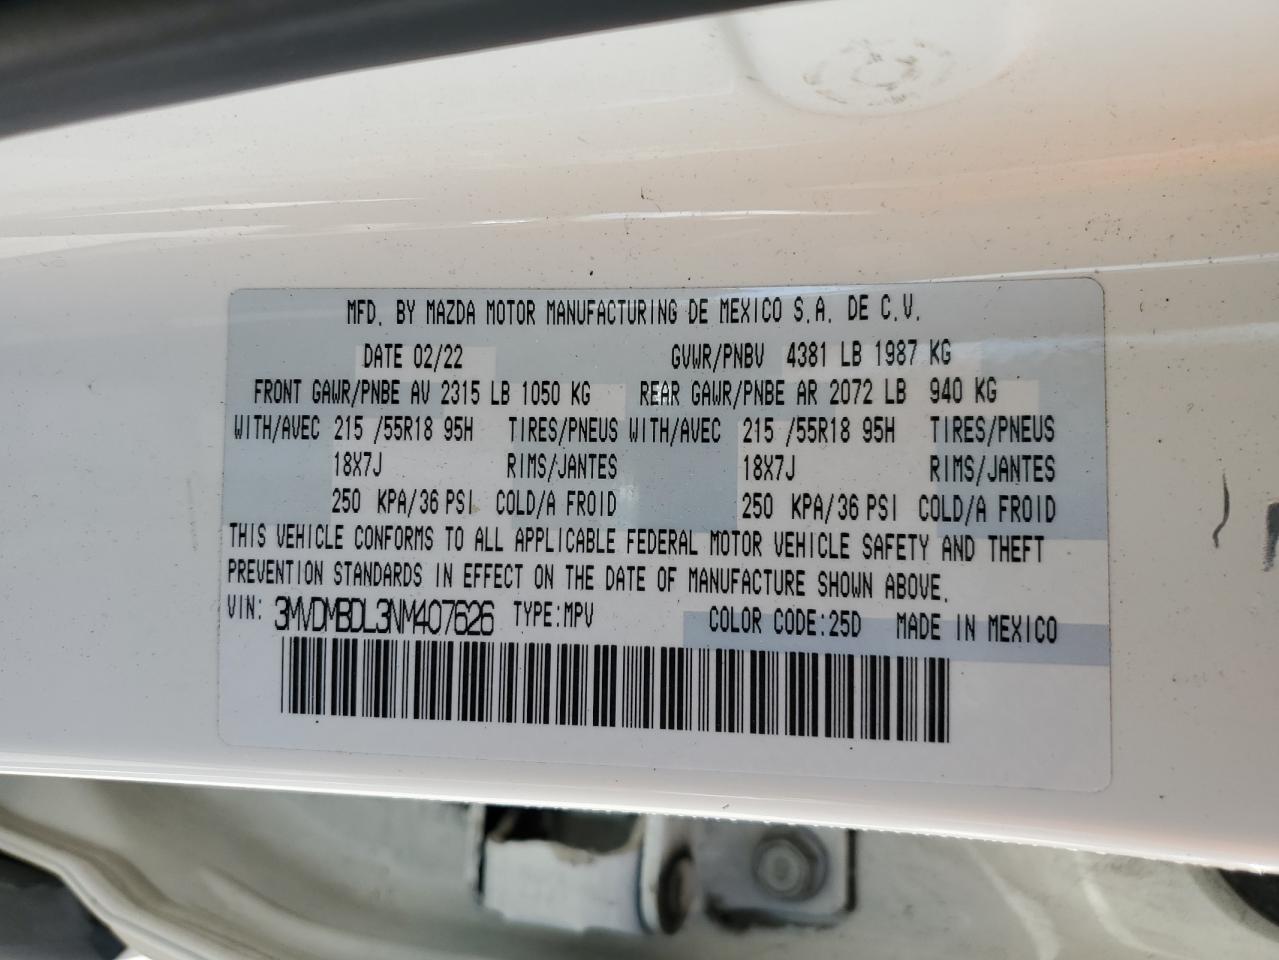 MFD. BY MAZDA MOTOR MANUFACTURING DE MEXICO S.A. DE C.V.
DATE 02/22 GVWR/PNBV 4381 LB 1987 KG
FRONT GAWR/PNBE AV 2315 LB 1050 KG REAR GAWR/PNBE AR 2072 LB 940 KG
WITH/AVEC 215 /55R18 95H TIRES/PNEUS WITH/AVEC 215 /55R18 95H TIRES/PNEUS
18X7J RIMS/JANTES 18X7J RIMS/JANTES
250 KPA/36 PSI COLD/A FROID 250 KPA/36 PSI COLD/A FROID
THIS VEHICLE CONFORMS TO ALL APPLICABLE FEDERAL MOTOR VEHICLE SAFETY AND THEFT
PREVENTION STANDARDS IN EFFECT ON THE DATE OF MANUFACTURE SHOWN ABOVE.
VIN: 3MVDMBDL3NM407626 TYPE:MPV COLOR CODE:25D MADE IN MEXICO